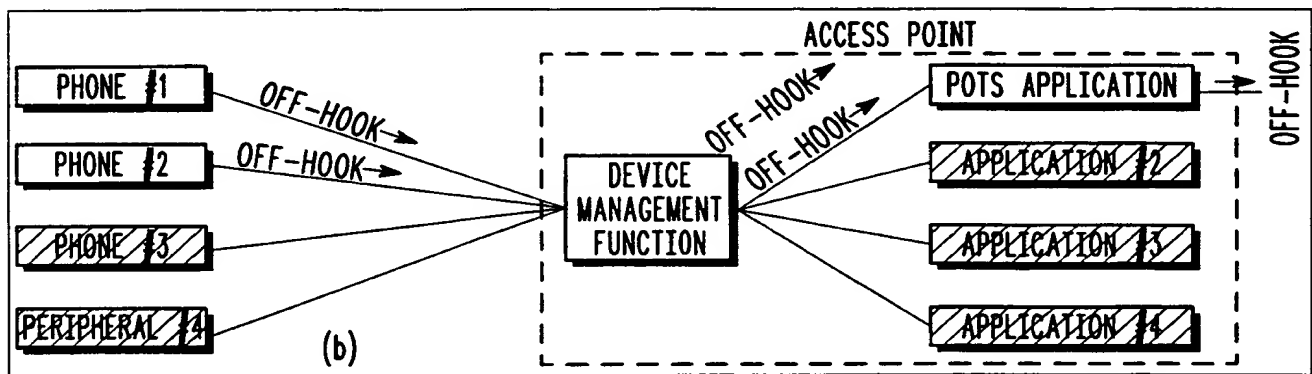 ACCESS POINT
PHONE #1
OFF-HOOK
PHONE #2
OFF-HOOK
PHONE #3
PERIPHERAL #4
(b)
DEVICE
MANAGEMENT
FUNCTION
OFF-HOOK
OFF-HOOK
POTS APPLICATION
APPLICATION #2
APPLICATION #3
APPLICATION #4
OFF-HOOK